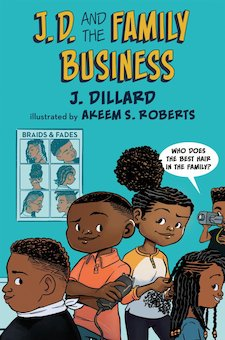 J.D. AND THE FAMILY
BUSINESS
J. DILLARD
illustrated by AKEEM S. ROBERTS
BRAIDS & FADES
WHO DOES
THE BEST HAIR
IN THE FAMILY?